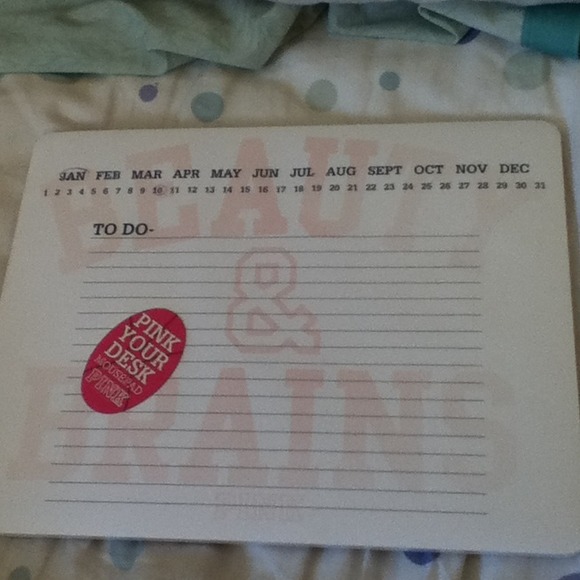 JAN FEB MAR APR MAY JUN JUL AUG SEPT OCT NOV DEC
1 2 3 4 5 6 7 8 9 10 11 12 13 14 15 16 17 18 19 20 21 22 23 24 25 26 27 28 29 30 31
BEAUTY
TO DO-
&
PINK
YOUR
DESK
MOUSEPAD
PINK
BRAINS
PINK